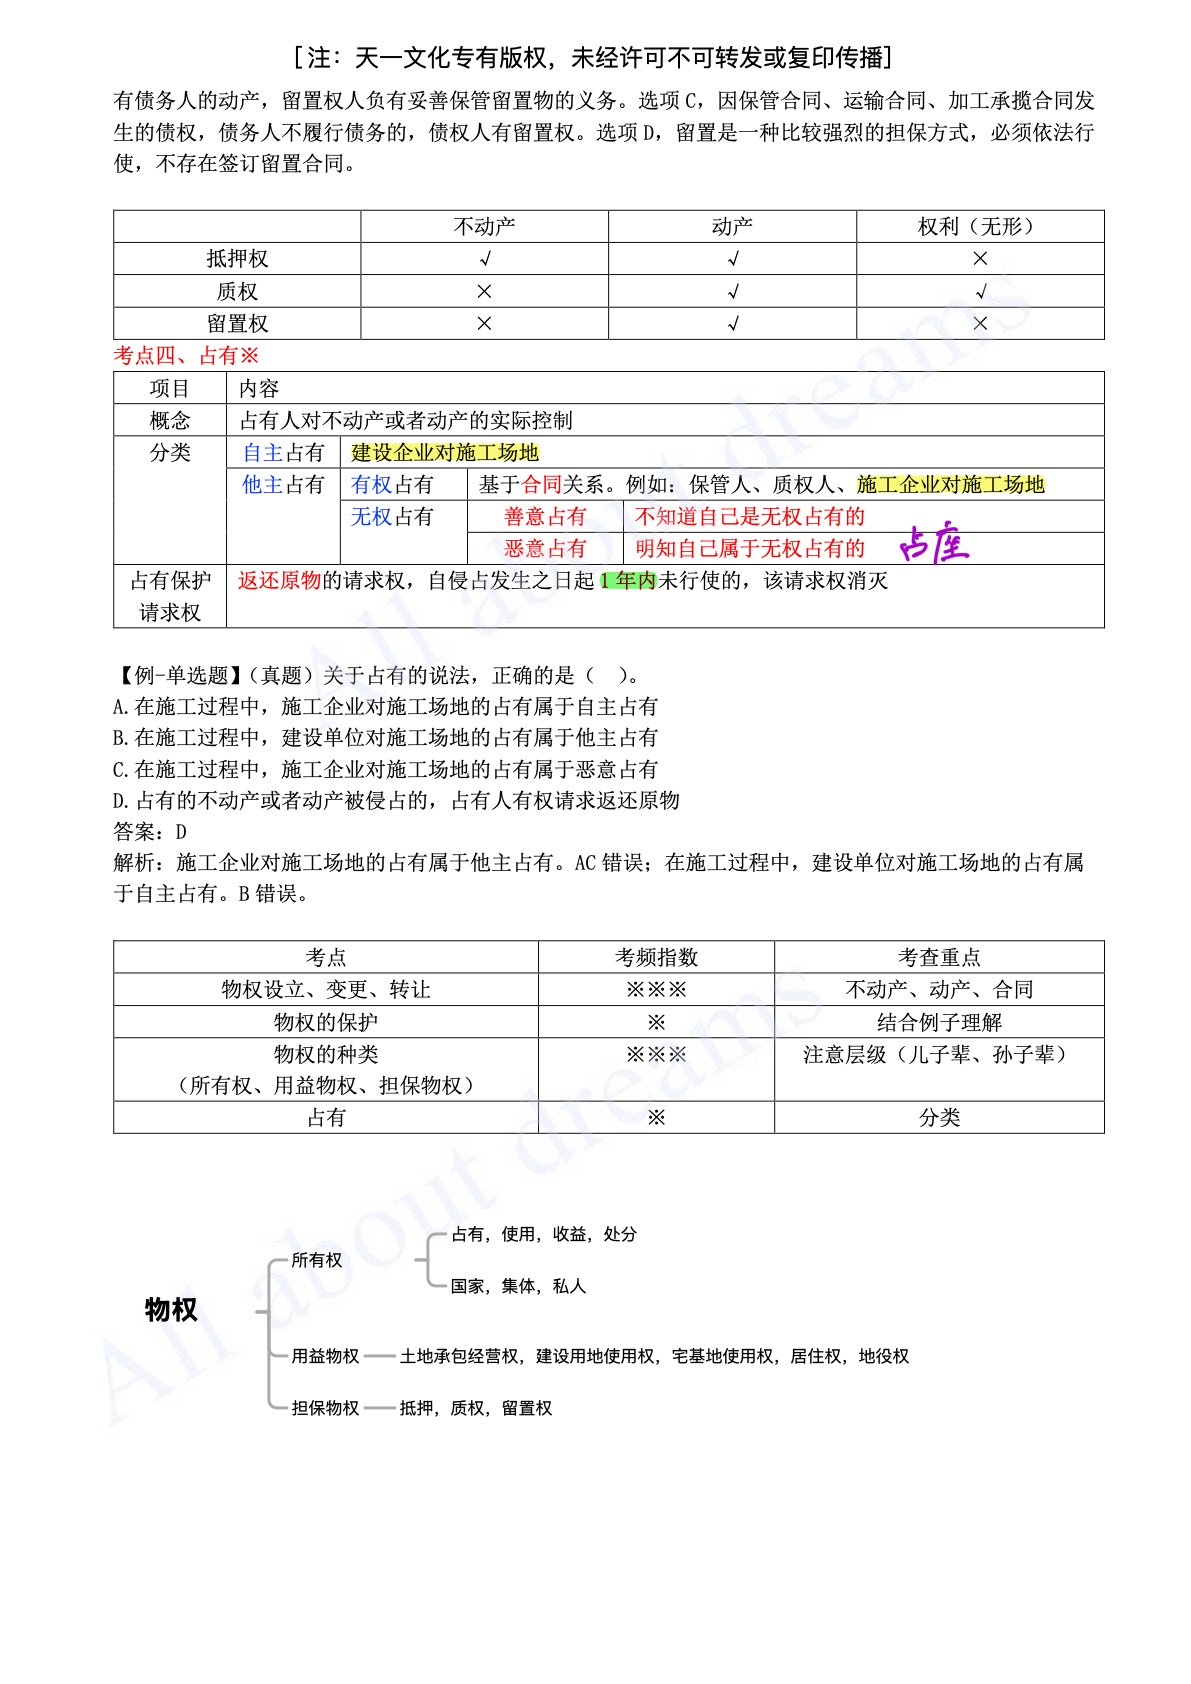 [注：天一文化专有版权，未经许可不可转发或复印传播]
有债务人的动产，留置权人负有妥善保管留置物的义务。选项 C，因保管合同、运输合同、加工承揽合同发
生的债权，债务人不履行债务的，债权人有留置权。选项 D，留置是一种比较强烈的担保方式，必须依法行
使，不存在签订留置合同。
不动产 动产 权利（无形）
抵押权 √ √ ×
质权 × √ √
留置权 × √ ×
考点四、占有※
项目 内容
概念 占有人对不动产或者动产的实际控制
分类 自主占有 建设企业对施工场地
他主占有 有权占有 基于合同关系。例如：保管人、质权人、施工企业对施工场地
无权占有 善意占有 不知道自己是无权占有的
恶意占有 明知自己属于无权占有的 占座
占有保护 返还原物的请求权，自侵占发生之日起 1 年内未行使的，该请求权消灭
请求权
【例-单选题】（真题）关于占有的说法，正确的是（ ）。
A.在施工过程中，施工企业对施工场地的占有属于自主占有
B.在施工过程中，建设单位对施工场地的占有属于他主占有
C.在施工过程中，施工企业对施工场地的占有属于恶意占有
D.占有的不动产或者动产被侵占的，占有人有权请求返还原物
答案：D
解析：施工企业对施工场地的占有属于他主占有。AC 错误；在施工过程中，建设单位对施工场地的占有属
于自主占有。B 错误。
考点 考频指数 考查重点
物权设立、变更、转让 ※※※ 不动产、动产、合同
物权的保护 ※ 结合例子理解
物权的种类 ※※※ 注意层级（儿子辈、孙子辈）
（所有权、用益物权、担保物权）
占有 ※ 分类
占有，使用，收益，处分
所有权
国家，集体，私人
物权
用益物权 土地承包经营权，建设用地使用权，宅基地使用权，居住权，地役权
担保物权 抵押，质权，留置权
All about dreams
All about dreams